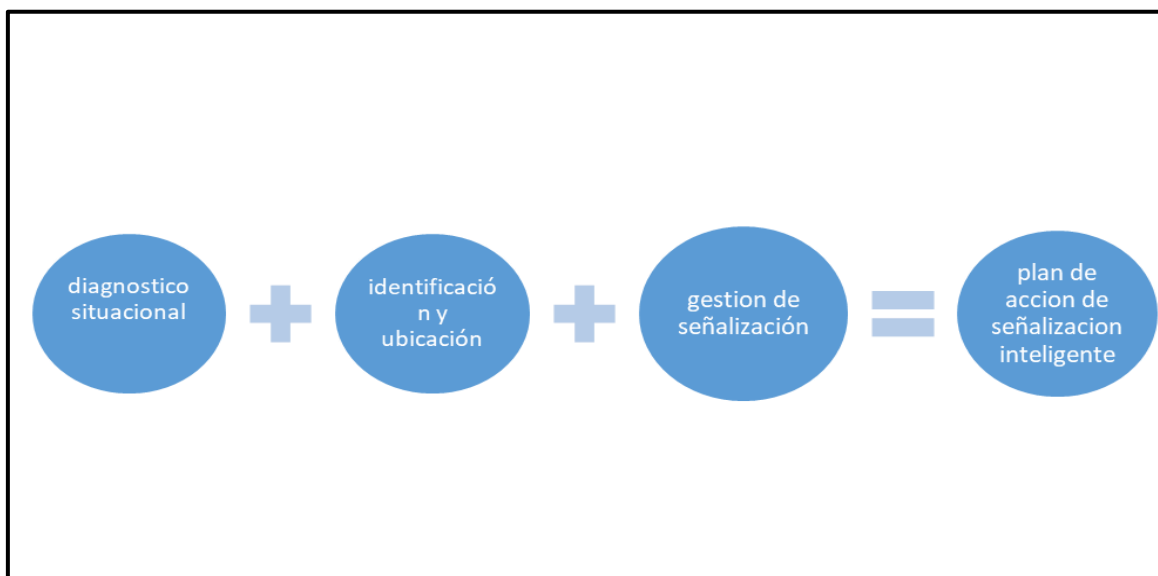 diagnostico
situacional
identificació
n y
ubicación
gestion de
señalización
plan de
accion de
señalizacion
inteligente